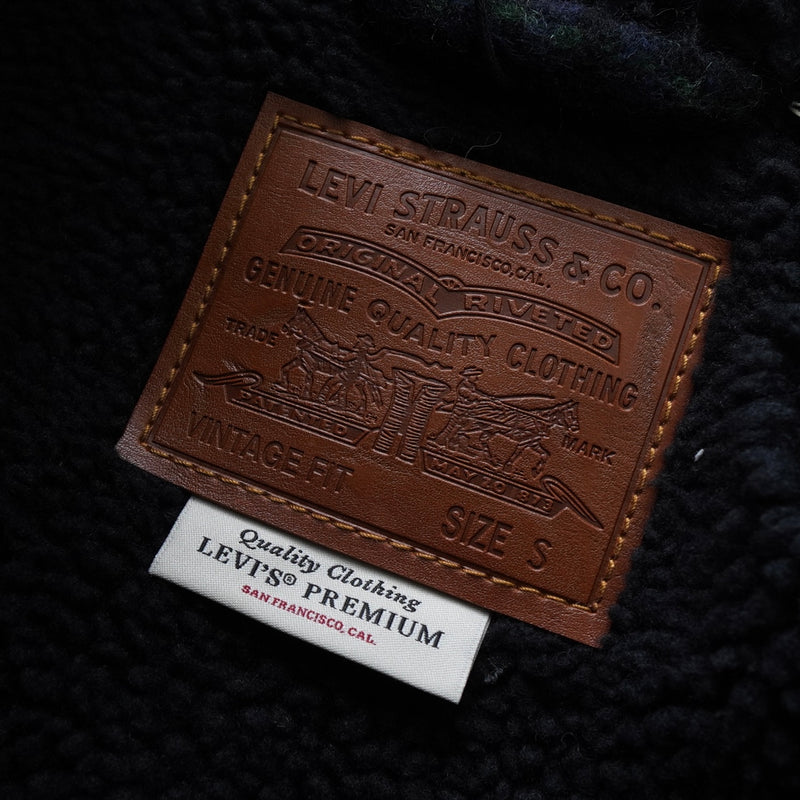 LEVI STRAUSS & CO.
SAN FRANCISCO, CAL.
ORIGINAL RIVETED
GENUINE QUALITY CLOTHING
TRADE MARK
PATENTED MAY 20 1873
VINTAGE FIT
SIZE S
Quality Clothing
LEVI'S® PREMIUM
SAN FRANCISCO, CAL.